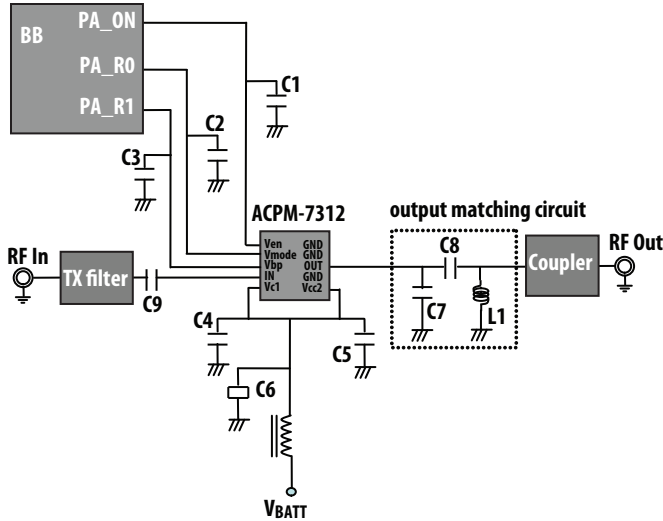 BB
PA_ON
PA_R0
PA_R1
C1
C2
C3
ACPM-7312
output matching circuit
RF In
TX filter
C9
Ven GND
Vmode GND
Vbp OUT
IN GND
Vc1 Vcc2
C8
C7
L1
Coupler
RF Out
C4
C5
C6
VBATT